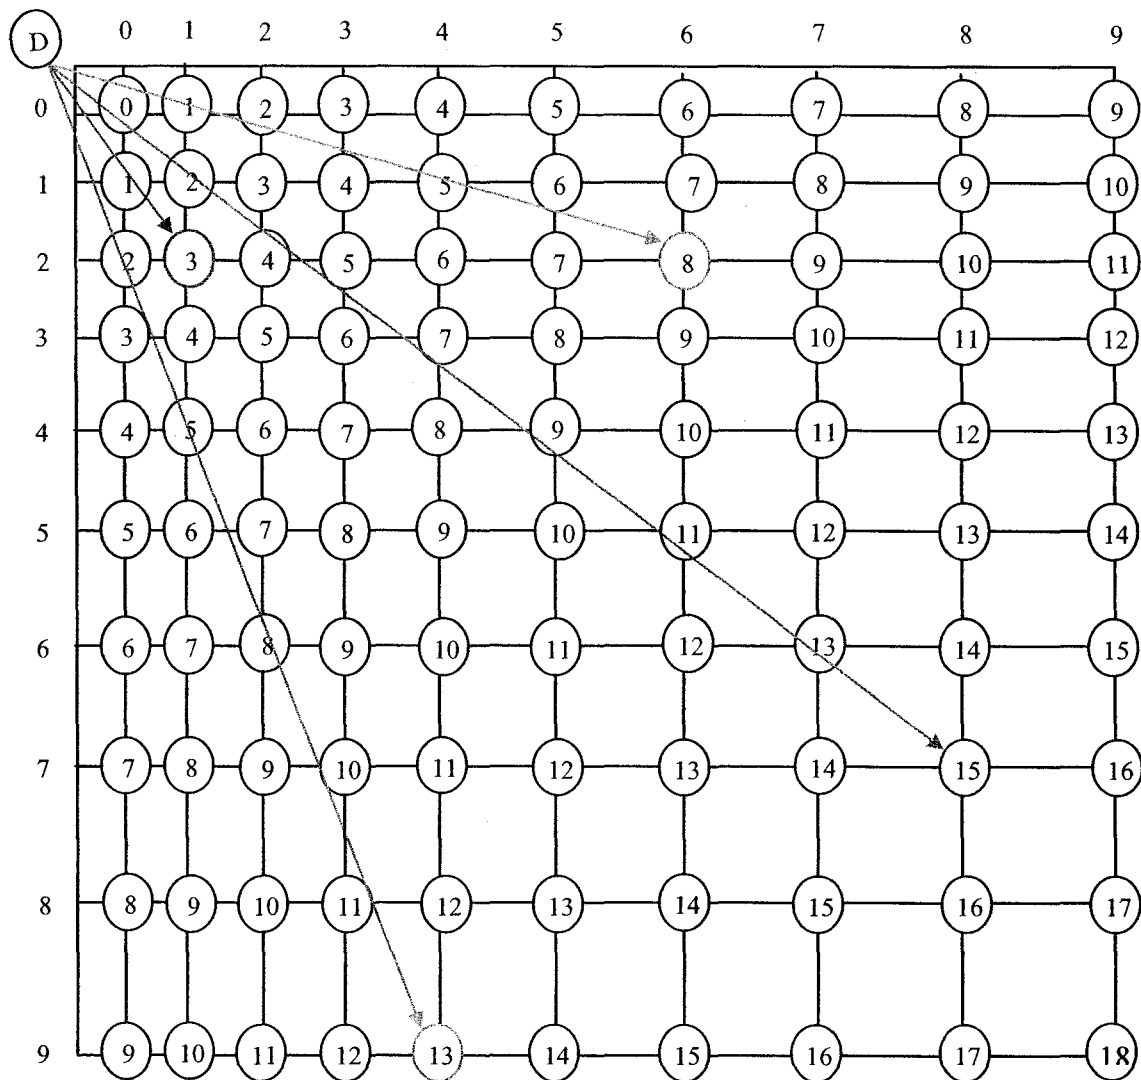 D 0 1 2 3 4 5 6 7 8 9
0 0 1 2 3 4 5 6 7 8 9
1 1 2 3 4 5 6 7 8 9 10
2 2 3 4 5 6 7 8 9 10 11
3 3 4 5 6 7 8 9 10 11 12
4 4 5 6 7 8 9 10 11 12 13
5 5 6 7 8 9 10 11 12 13 14
6 6 7 8 9 10 11 12 13 14 15
7 7 8 9 10 11 12 13 14 15 16
8 8 9 10 11 12 13 14 15 16 17
9 9 10 11 12 13 14 15 16 17 18